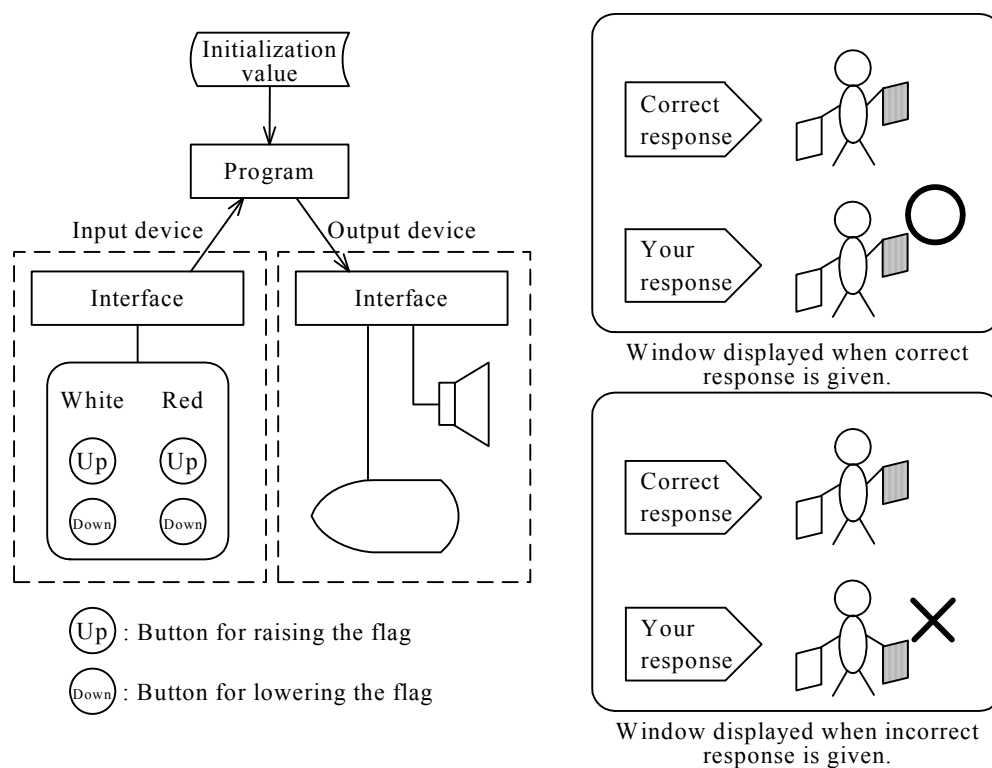 Initialization
value
Program
Input device
Output device
Interface
Interface
White
Red
Up
Up
Down
Down
Up : Button for raising the flag
Down : Button for lowering the flag
Correct
response
Your
response
Window displayed when correct
response is given.
Correct
response
Your
response
Window displayed when incorrect
response is given.